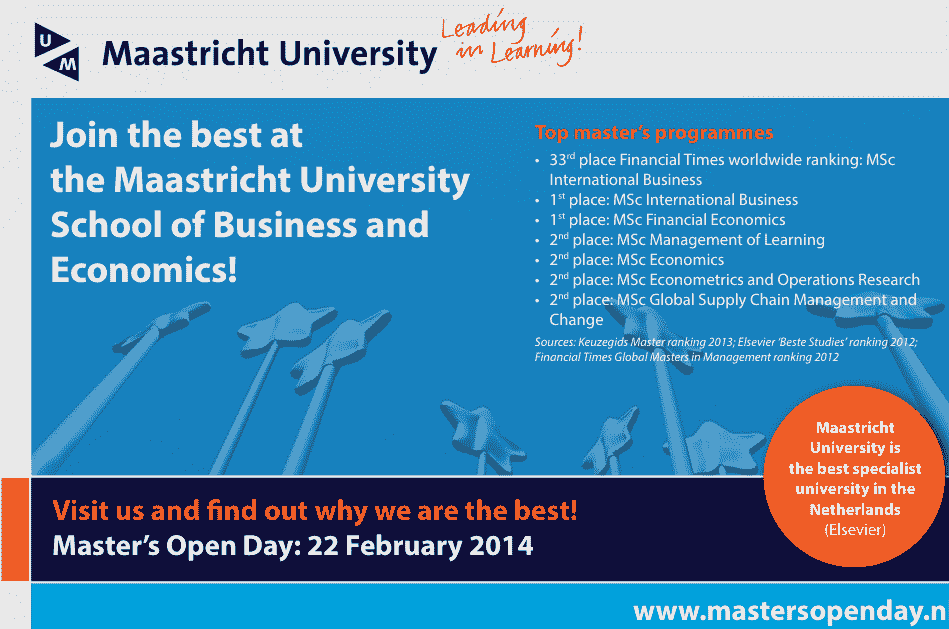 U
M
Maastricht University
Leading
in Learning!
Join the best at
the Maastricht University
School of Business and
Economics!
Top master's programmes
• 33rd place Financial Times worldwide ranking: MSc
International Business
• 1st place: MSc International Business
• 1st place: MSc Financial Economics
• 2nd place: MSc Management of Learning
• 2nd place: MSc Economics
• 2nd place: MSc Econometrics and Operations Research
• 2nd place: MSc Global Supply Chain Management and
Change
Sources: Keuzegids Master ranking 2013; Elsevier 'Beste Studies' ranking 2012;
Financial Times Global Masters in Management ranking 2012
Maastricht
University is
the best specialist
university in the
Netherlands
(Elsevier)
Visit us and find out why we are the best!
Master's Open Day: 22 February 2014
www.mastersopenday.n